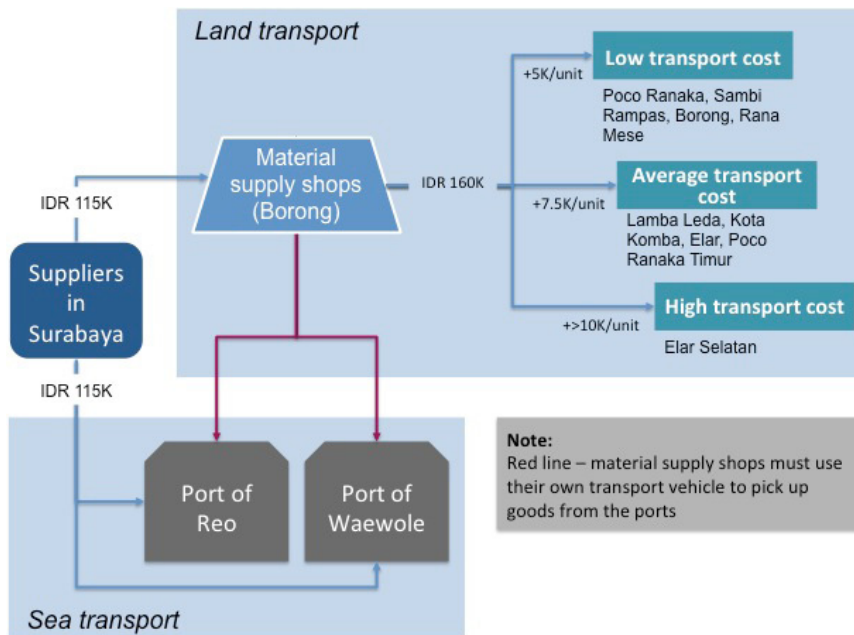 Land transport
Low transport cost
+5K/unit
Poco Ranaka, Sambi
Rampas, Borong, Rana
Mese
Material
supply shops
(Borong)
IDR 160K
Average transport
cost
+7.5K/unit
Lamba Leda, Kota
Komba, Elar, Poco
Ranaka Timur
IDR 115K
Suppliers
in
Surabaya
High transport cost
+>10K/unit
Elar Selatan
IDR 115K
Port of
Reo
Port of
Waewole
Note:
Red line – material supply shops must use
their own transport vehicle to pick up
goods from the ports
Sea transport